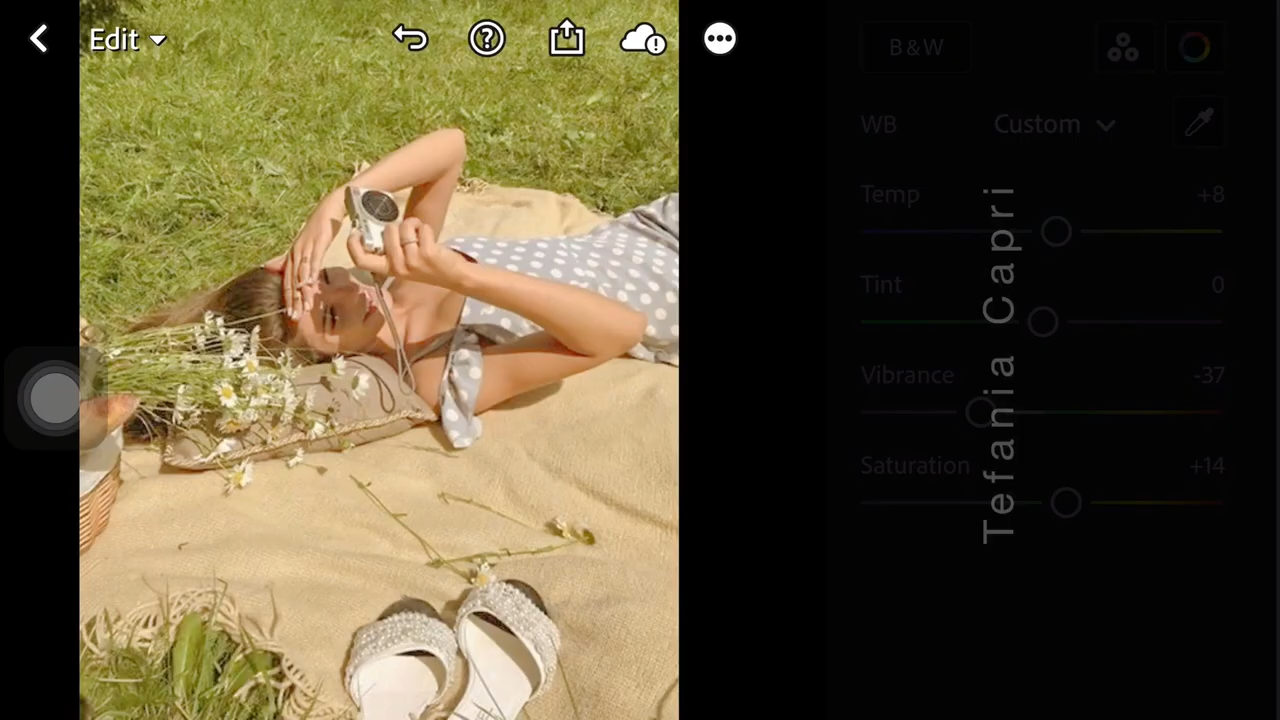 Edit
B&W
WB
Custom
Temp
+8
Tint
0
Vibrance
-37
Saturation
+14
Tefania Capri